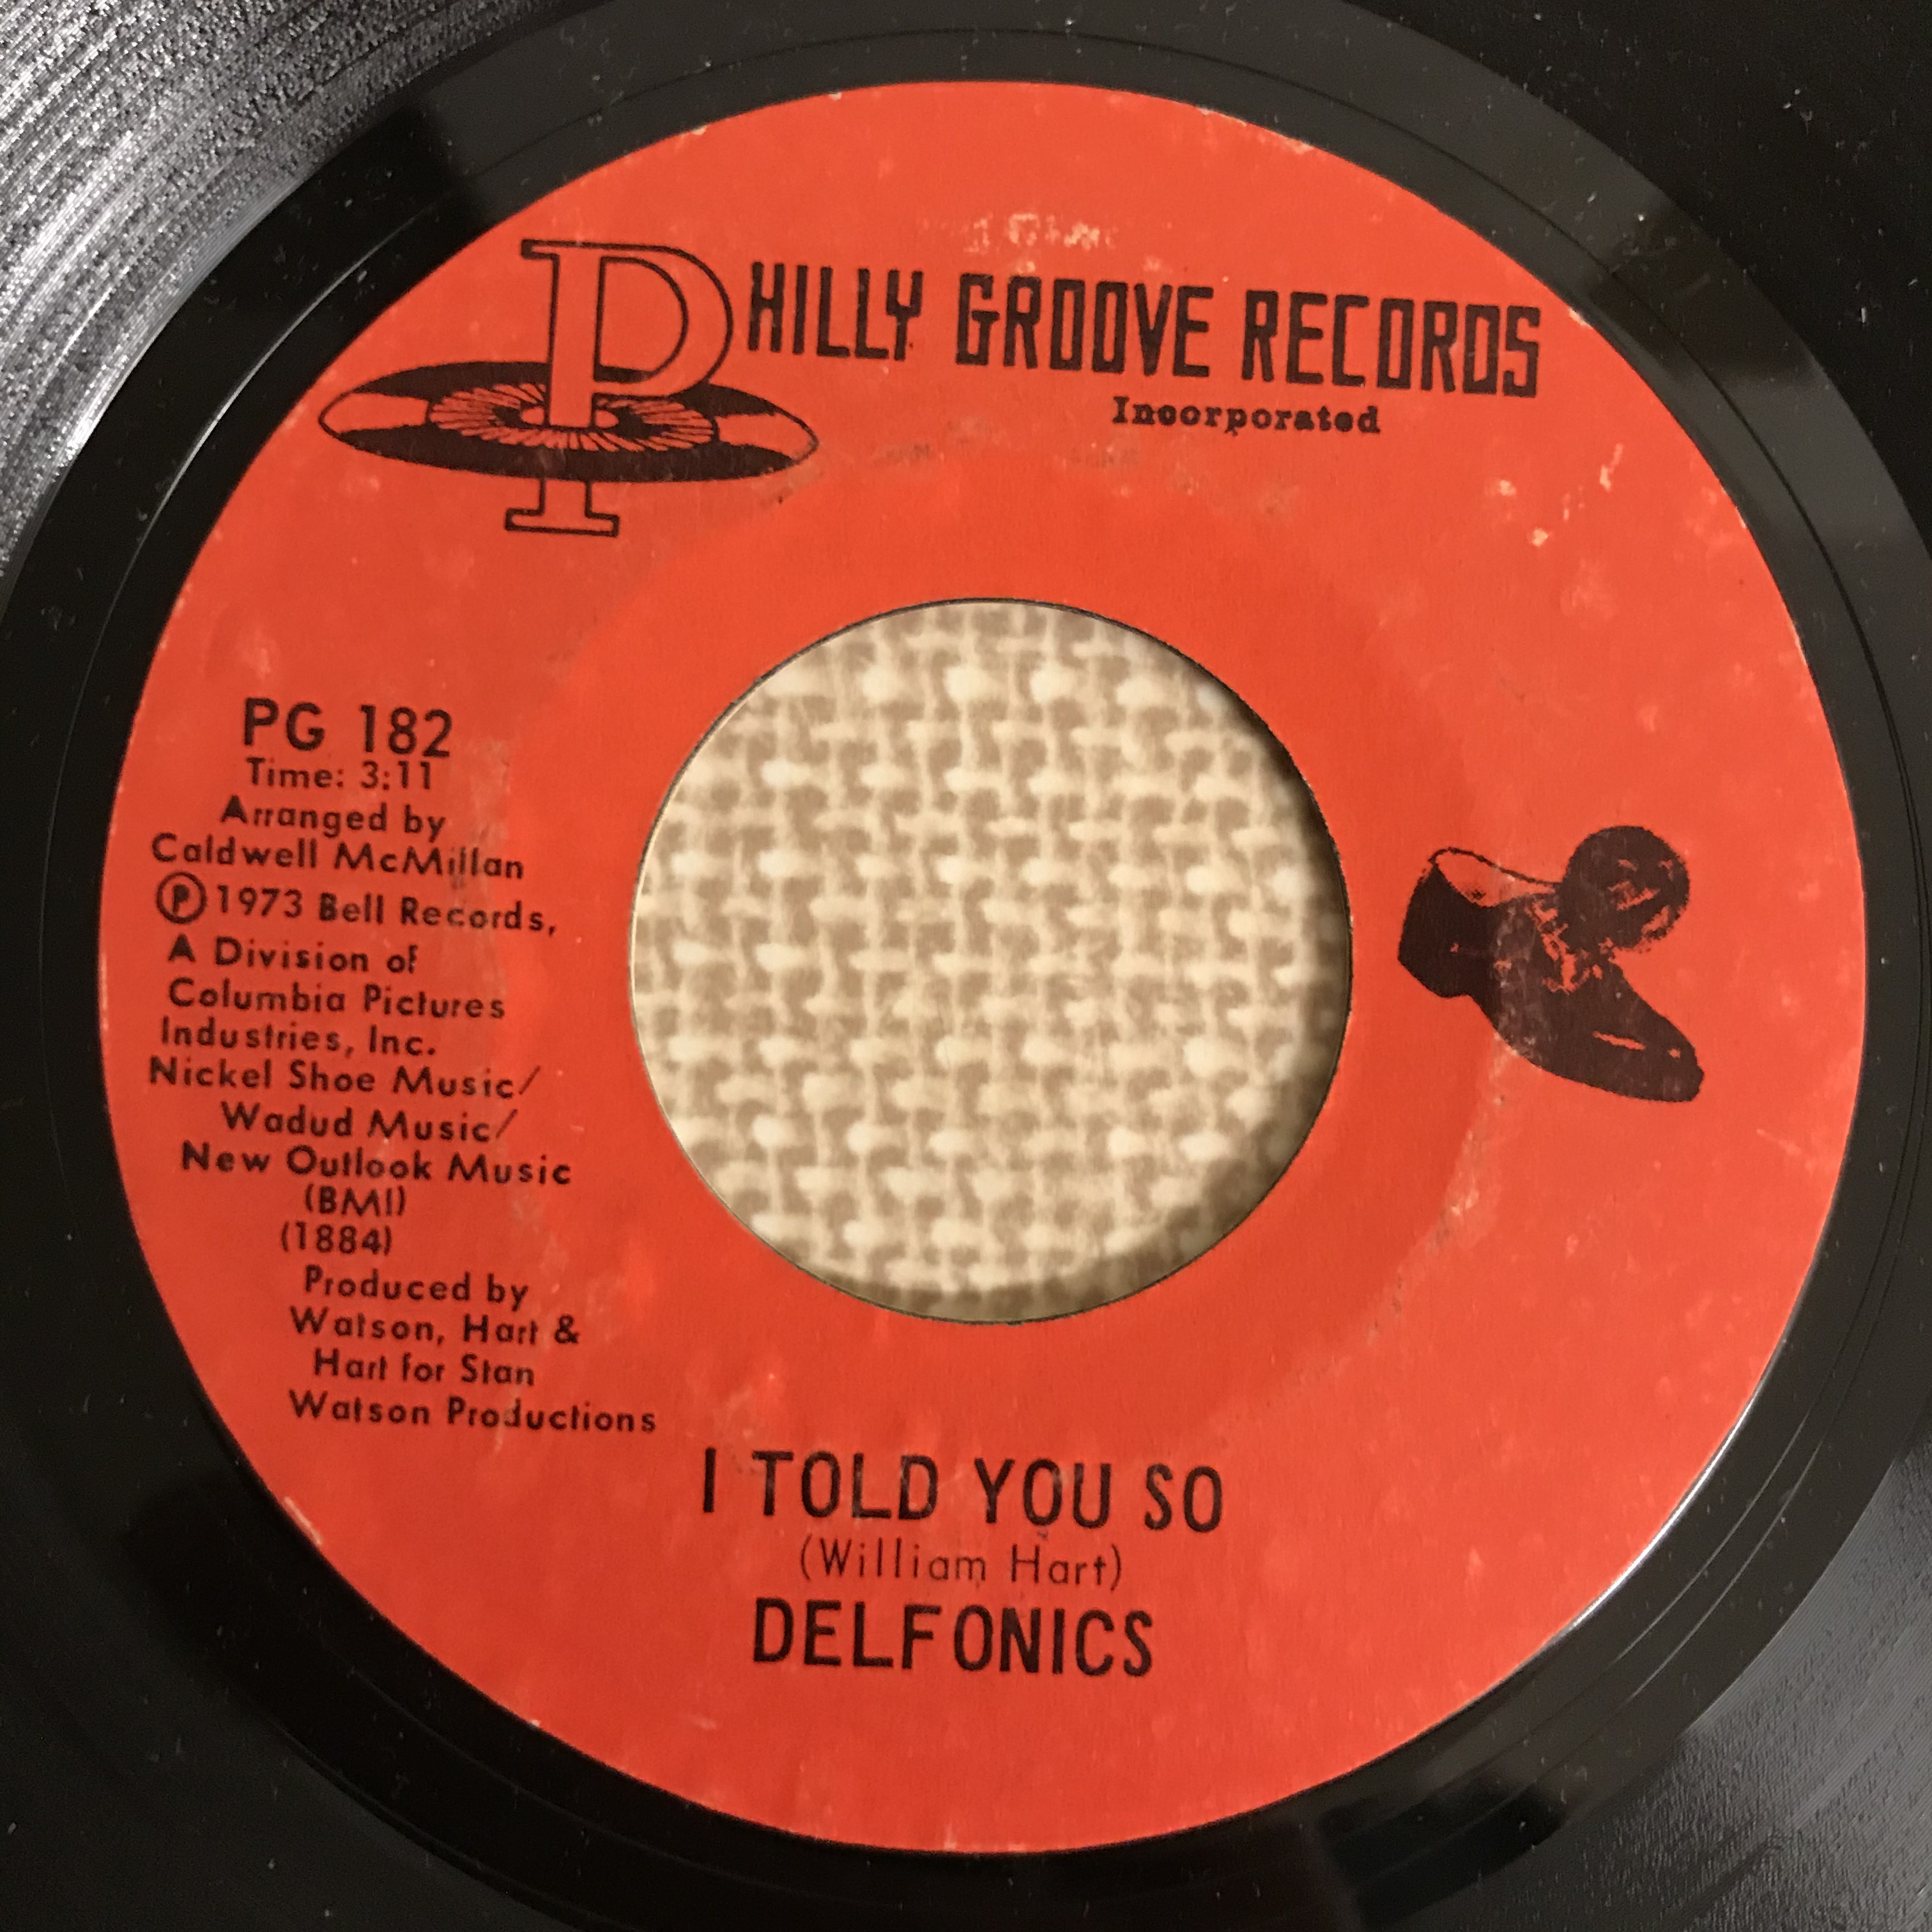 PHILLY GROOVE RECORDS
Incorporated
PG 182
Time: 3:11
Arranged by
Caldwell McMillan
Ⓟ 1973 Bell Records,
A Division of
Columbia Pictures
Industries, Inc.
Nickel Shoe Music/
Wadud Music/
New Outlook Music
(BMI)
(1884)
Produced by
Watson, Hart &
Hart for Stan
Watson Productions
I TOLD YOU SO
(William Hart)
DELFONICS